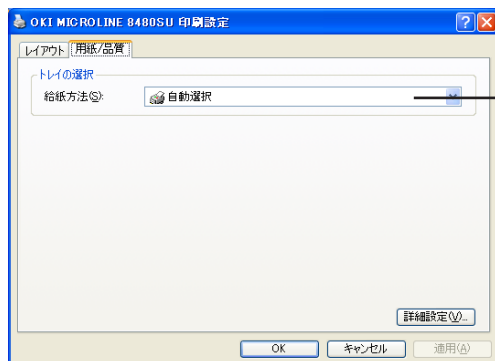 OKI MICROLINE 8480SU 印刷設定
レイアウト 用紙/品質
トレイの選択
給紙方法(S): 自動選択
詳細設定(V)...
OK キャンセル 適用(A)